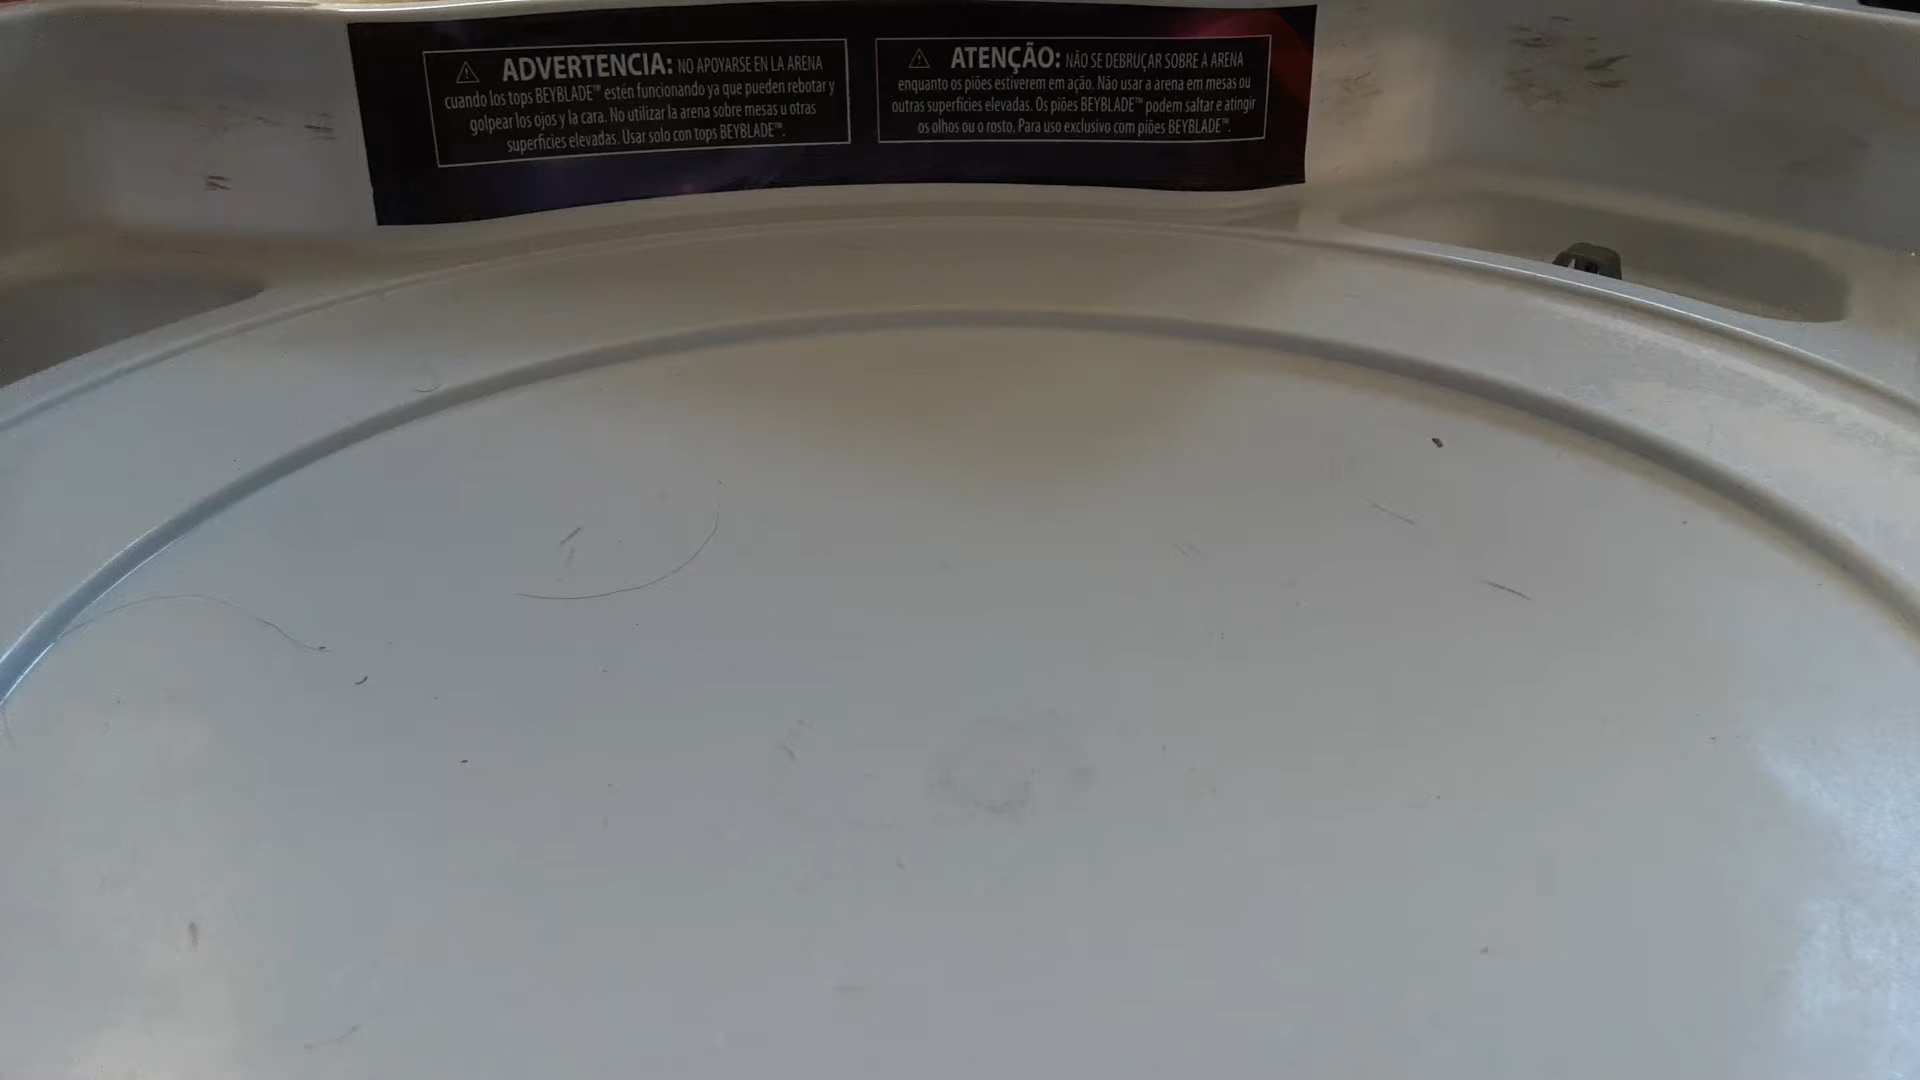 ADVERTENCIA: NO APOYARSE EN LA ARENA
cuando los tops BEYBLADE™ estén funcionando ya que pueden rebotar y
golpear los ojos y la cara. No utilizar la arena sobre mesas u otras
superficies elevadas. Usar solo con tops BEYBLADE™.
ATENÇÃO: NÃO SE DEBRUÇAR SOBRE A ARENA
enquanto os piões estiverem em ação. Não usar a arena em mesas ou
outras superfícies elevadas. Os piões BEYBLADE™ podem saltar e atingir
os olhos ou o rosto. Para uso exclusivo com piões BEYBLADE™.